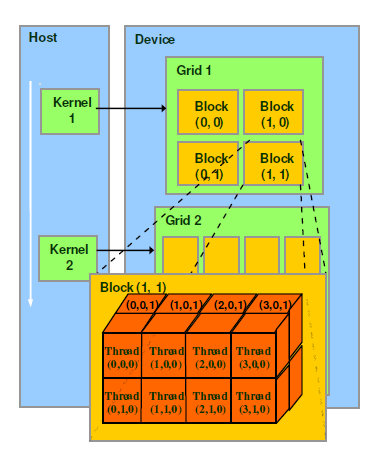 Host
Device
Grid 1
Kernel
1
Block
(0, 0)
Block
(1, 0)
Block
(0, 1)
Block
(1, 1)
Grid 2
Kernel
2
Block (1, 1)
(0,0,1) (1,0,1) (2,0,1) (3,0,1)
Thread
(0,0,0)
Thread
(1,0,0)
Thread
(2,0,0)
Thread
(3,0,0)
Thread
(0,1,0)
Thread
(1,1,0)
Thread
(2,1,0)
Thread
(3,1,0)